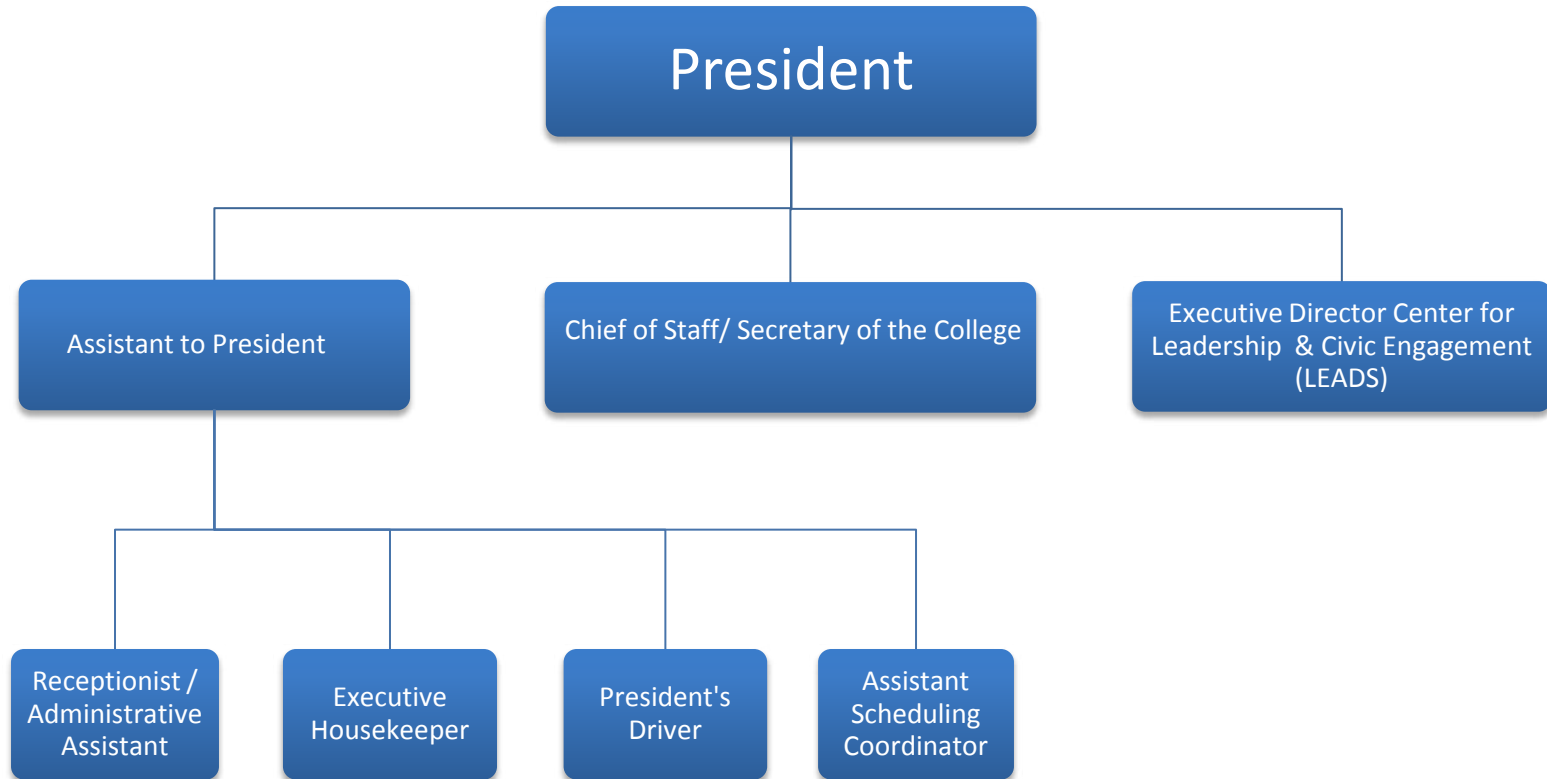 President
Assistant to President
Chief of Staff/ Secretary of the College
Executive Director Center for
Leadership  & Civic Engagement
(LEADS)
Receptionist /
Administrative
Assistant
Executive
Housekeeper
President's
Driver
Assistant
Scheduling
Coordinator